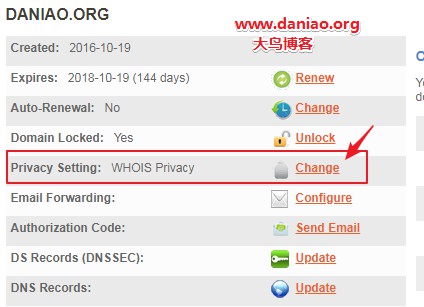 DANIAO.ORG
www.daniao.org
大鸟博客
Created: 2016-10-19
Expires: 2018-10-19 (144 days) Renew
Auto-Renewal: No Change
Domain Locked: Yes Unlock
Privacy Setting: WHOIS Privacy Change
Email Forwarding: Configure
Authorization Code: Send Email
DS Records (DNSSEC): Update
DNS Records: Update